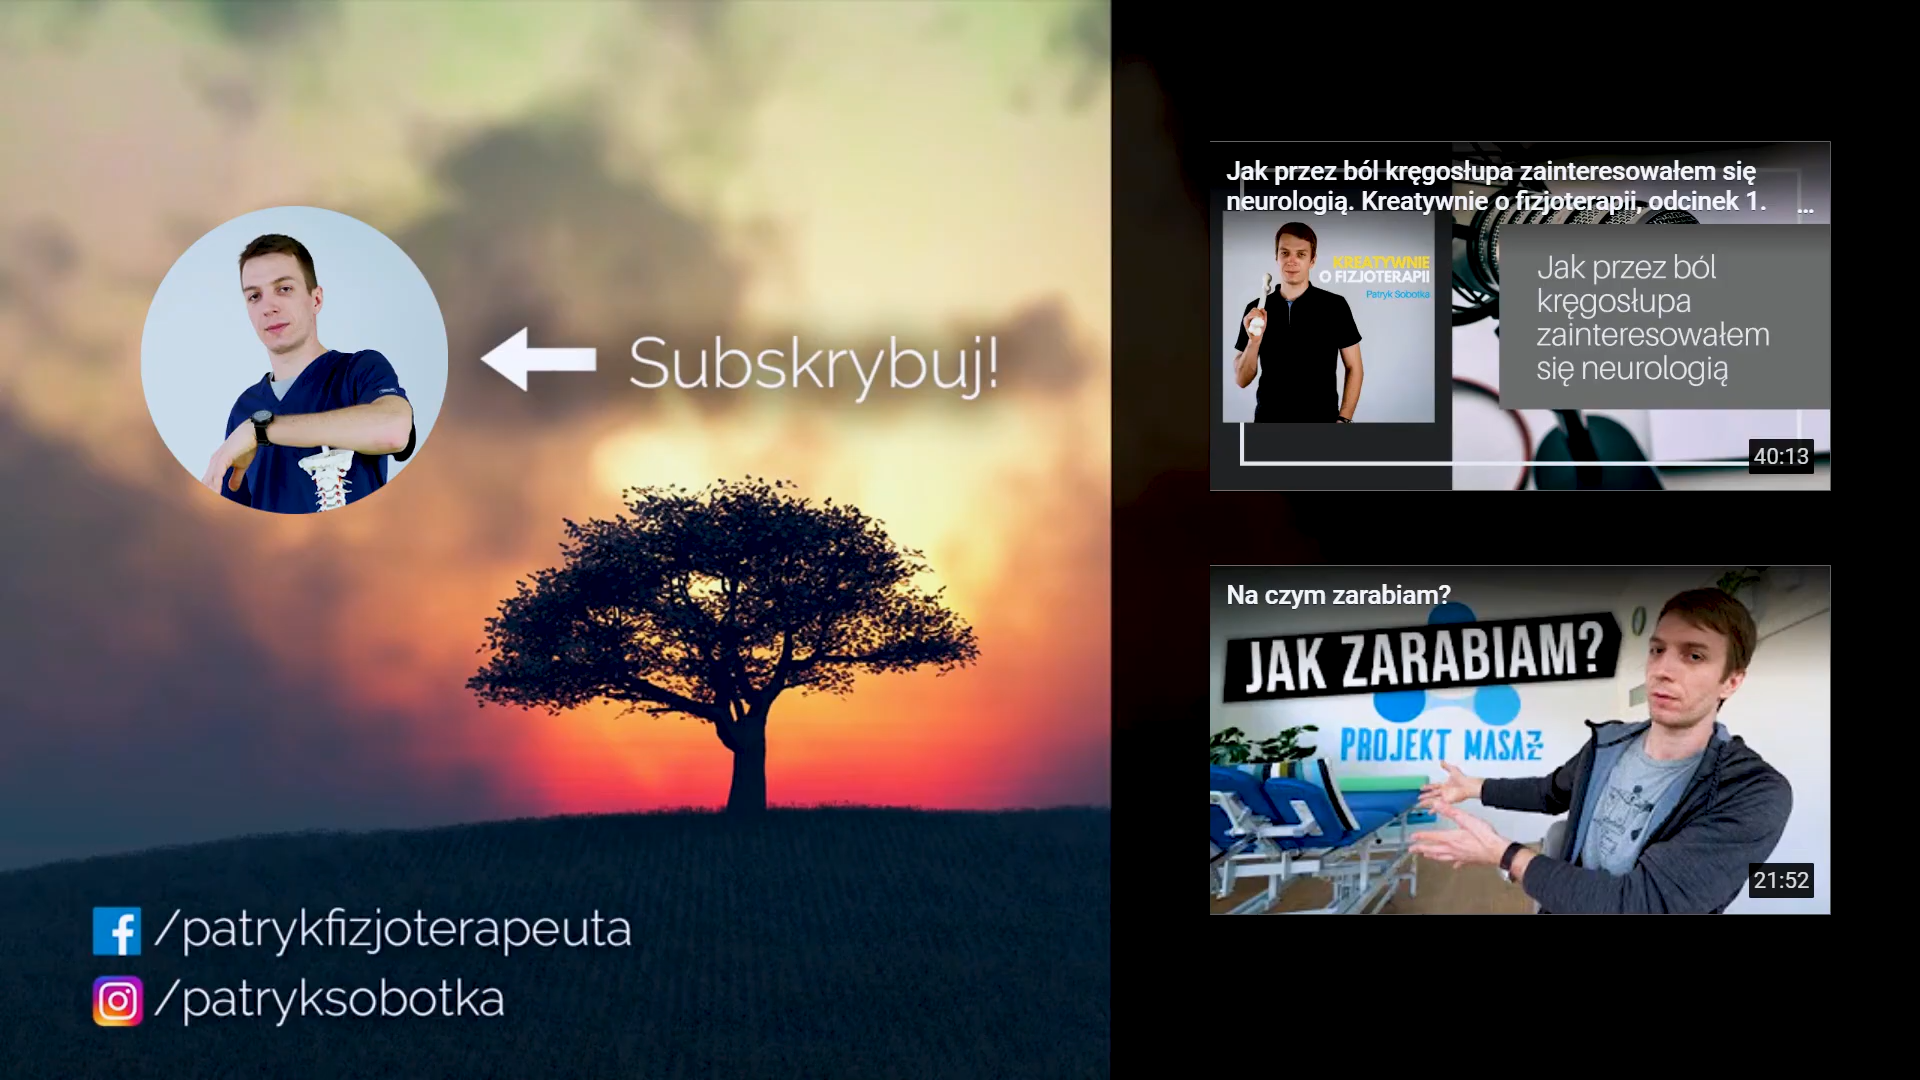 Subskrybuj!
/patrykfizjoterapeuta
/patryksobotka
Jak przez ból kręgosłupa zainteresowałem się
neurologią. Kreatywnie o fizjoterapii, odcinek 1. ...
KREATYWNIE
O FIZJOTERAPII
Patryk Sobotka
Jak przez ból
kręgosłupa
zainteresowałem
się neurologią
40:13
Na czym zarabiam?
JAK ZARABIAM?
PROJEKT MASAŻ
21:52